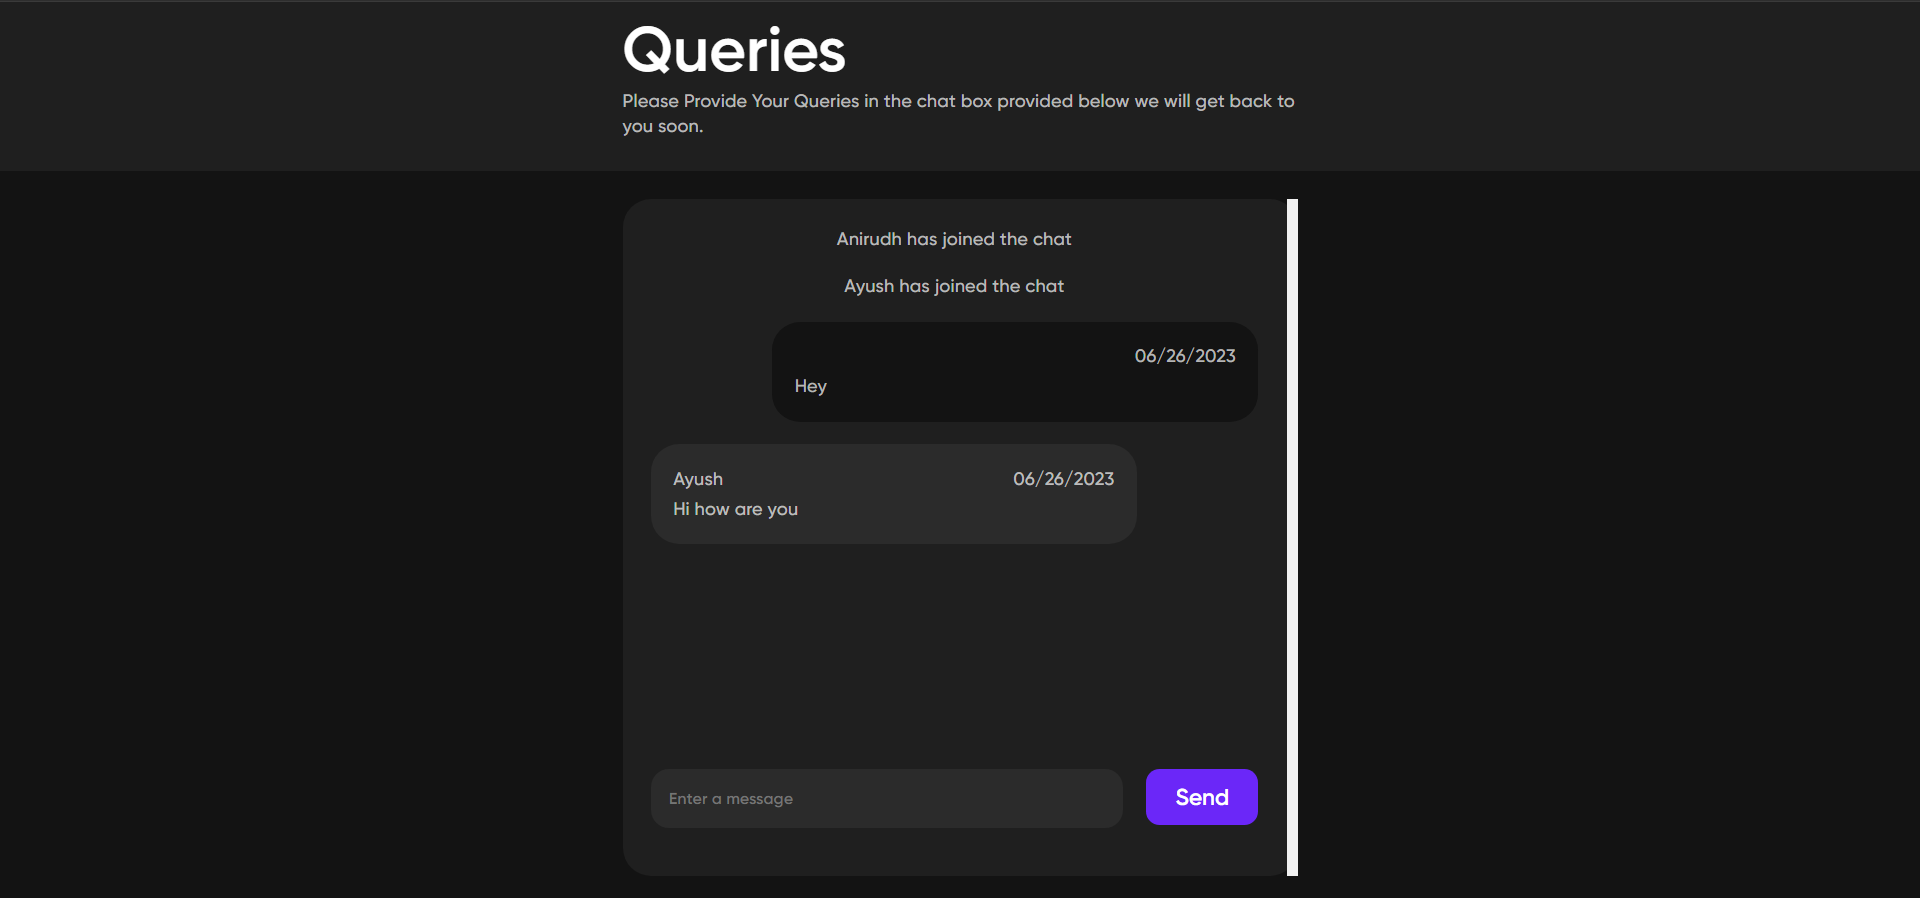 Queries
Please Provide Your Queries in the chat box provided below we will get back to
you soon.
Anirudh has joined the chat
Ayush has joined the chat
06/26/2023
Hey
Ayush 06/26/2023
Hi how are you
Enter a message Send